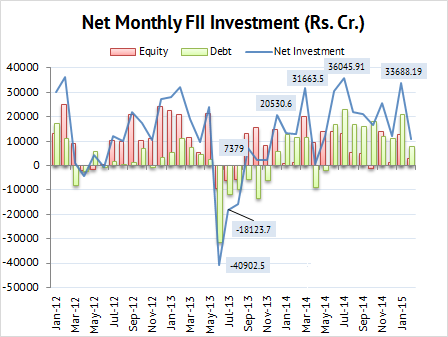 Net Monthly FII Investment (Rs. Cr.)
Equity Debt Net Investment
40000
30000
20000
10000
0
-10000
-20000
-30000
-40000
-50000
7379
20530.6
31663.5
36045.91
33688.19
-18123.7
-40902.5
Jan-12
Mar-12
May-12
Jul-12
Sep-12
Nov-12
Jan-13
Mar-13
May-13
Jul-13
Sep-13
Nov-13
Jan-14
Mar-14
May-14
Jul-14
Sep-14
Nov-14
Jan-15